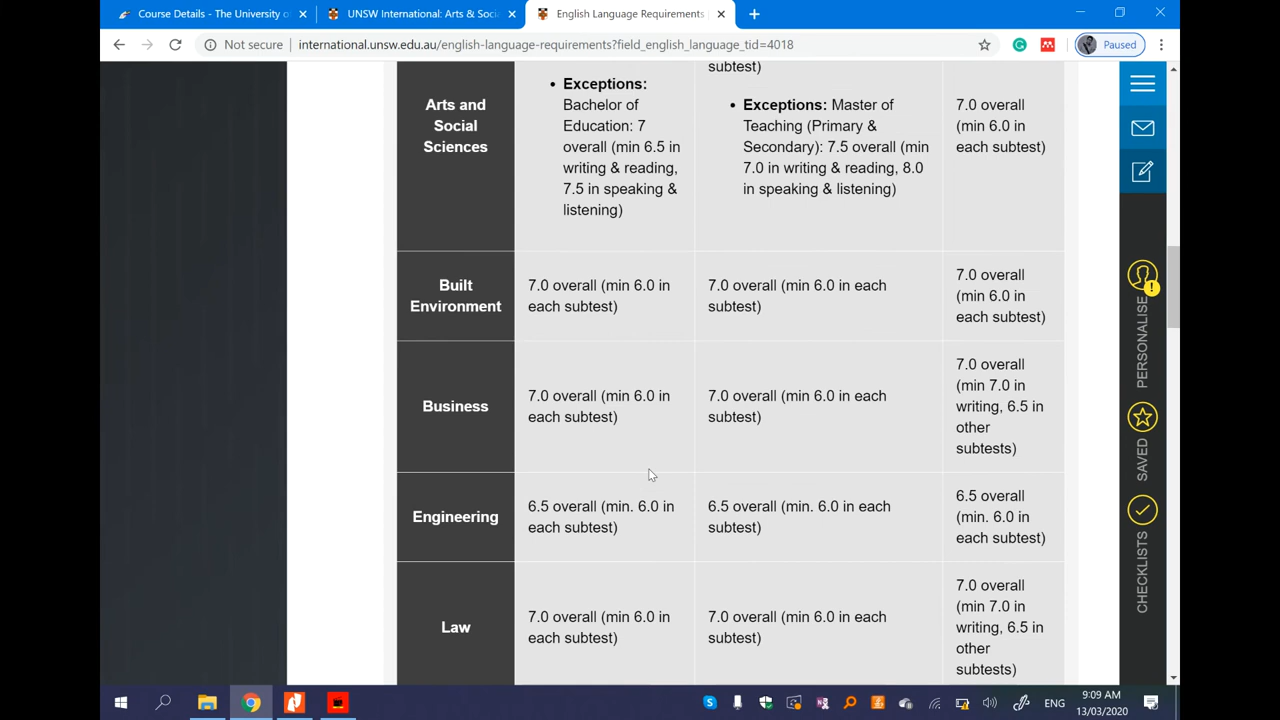 Course Details - The University o
UNSW International: Arts & Soci
English Language Requirements
Not secure
international.unsw.edu.au/english-language-requirements?field_english_language_tid=4018
Paused
Arts and
Social
Sciences
Exceptions:
Bachelor of
Education: 7
overall (min 6.5 in
writing & reading,
7.5 in speaking &
listening)
subtest)
Exceptions: Master of
Teaching (Primary &
Secondary): 7.5 overall (min
7.0 in writing & reading, 8.0
in speaking & listening)
7.0 overall
(min 6.0 in
each subtest)
Built
Environment
7.0 overall (min 6.0 in
each subtest)
7.0 overall (min 6.0 in each
subtest)
7.0 overall
(min 6.0 in
each subtest)
Business
7.0 overall (min 6.0 in
each subtest)
7.0 overall (min 6.0 in each
subtest)
7.0 overall
(min 7.0 in
writing, 6.5 in
other
subtests)
Engineering
6.5 overall (min. 6.0 in
each subtest)
6.5 overall (min. 6.0 in each
subtest)
6.5 overall
(min. 6.0 in
each subtest)
Law
7.0 overall (min 6.0 in
each subtest)
7.0 overall (min 6.0 in each
subtest)
7.0 overall
(min 7.0 in
writing, 6.5 in
other
subtests)
PERSONALISE
SAVED
CHECKLISTS
ENG
9:09 AM
13/03/2020